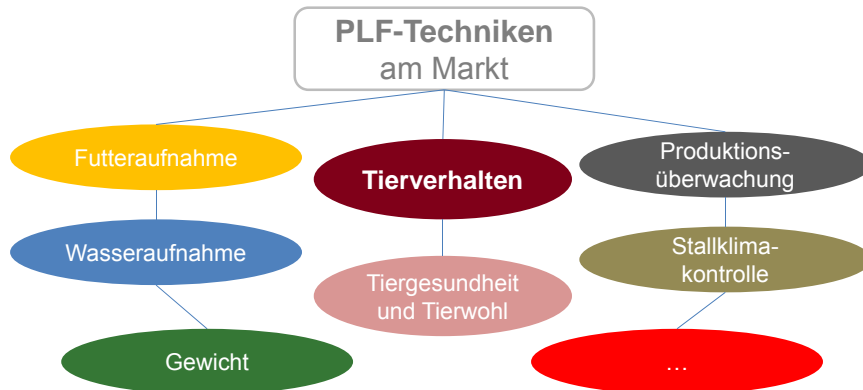 PLF-Techniken
am Markt
Futteraufnahme
Tierverhalten
Produktions-
überwachung
Wasseraufnahme
Tiergesundheit
und Tierwohl
Stallklima-
kontrolle
Gewicht
...